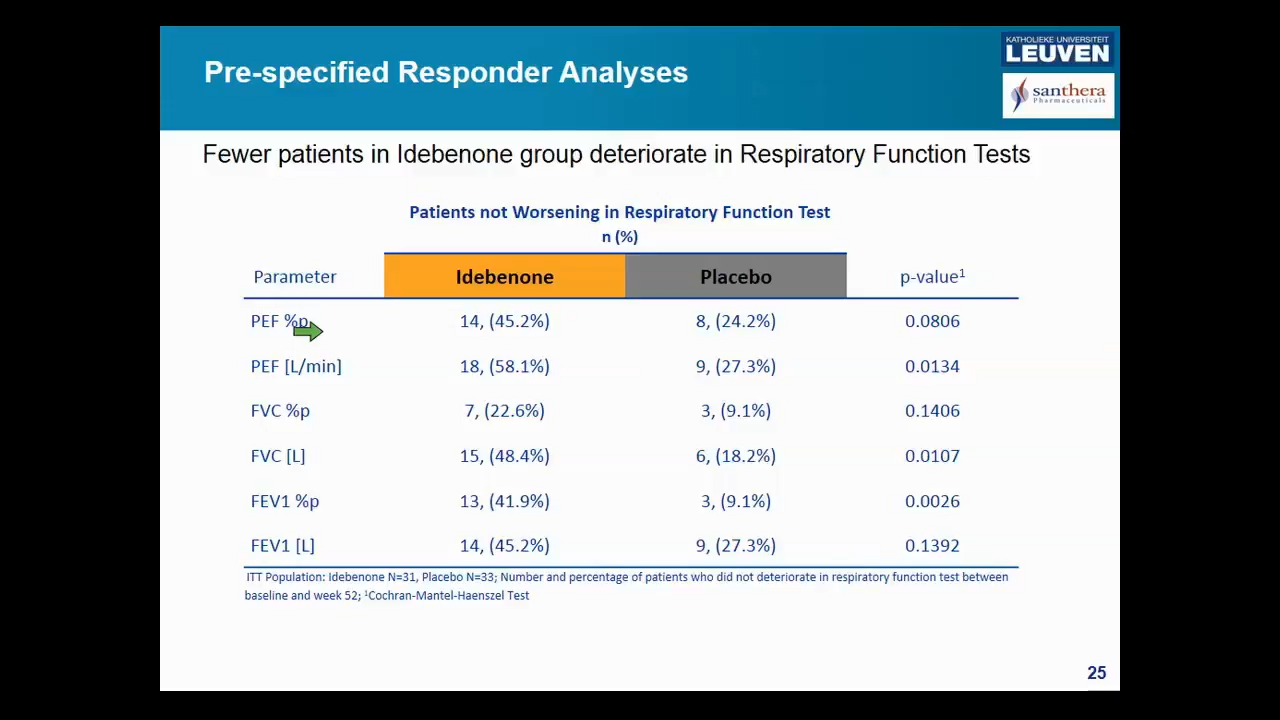 Pre-specified Responder Analyses
KATHOLIEKE UNIVERSITEIT
LEUVEN
santhera
Pharmaceuticals
Fewer patients in Idebenone group deteriorate in Respiratory Function Tests
Patients not Worsening in Respiratory Function Test
n (%)
Parameter Idebenone Placebo p-value¹
PEF %p 14, (45.2%) 8, (24.2%) 0.0806
PEF [L/min] 18, (58.1%) 9, (27.3%) 0.0134
FVC %p 7, (22.6%) 3, (9.1%) 0.1406
FVC [L] 15, (48.4%) 6, (18.2%) 0.0107
FEV1 %p 13, (41.9%) 3, (9.1%) 0.0026
FEV1 [L] 14, (45.2%) 9, (27.3%) 0.1392
ITT Population: Idebenone N=31, Placebo N=33; Number and percentage of patients who did not deteriorate in respiratory function test between
baseline and week 52; ¹Cochran-Mantel-Haenszel Test
25